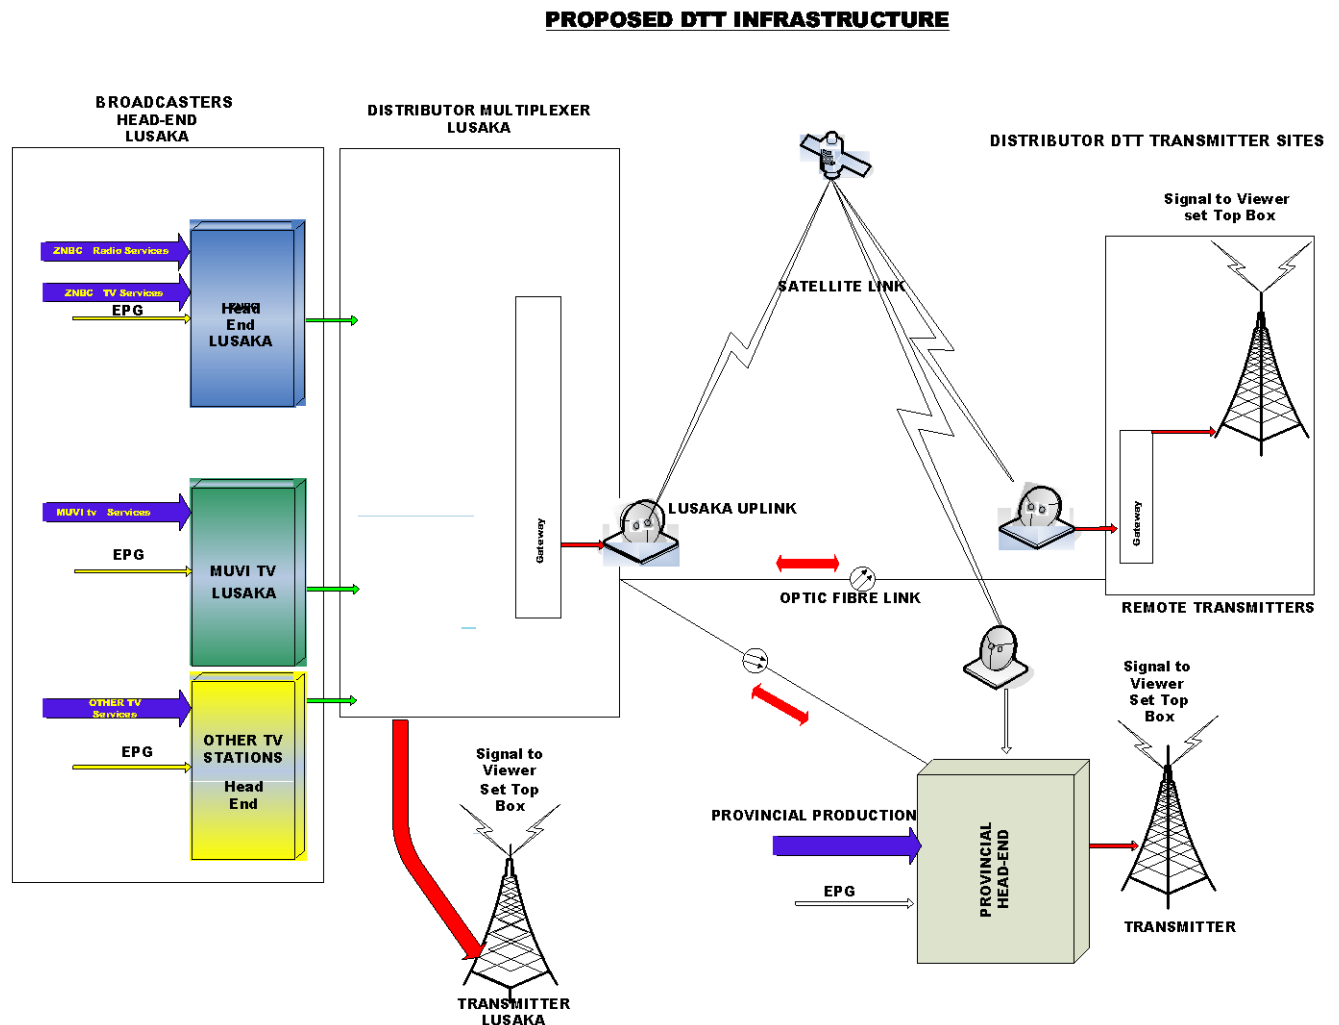 PROPOSED DTT INFRASTRUCTURE
BROADCASTERS
HEAD-END
LUSAKA
DISTRIBUTOR MULTIPLEXER
LUSAKA
DISTRIBUTOR DTT TRANSMITTER SITES
Signal to Viewer
set Top Box
ZNBC Radio Services
ZNBC TV Services
EPG
Head
End
LUSAKA
SATELLITE LINK
MUVI tv Services
EPG
MUVI TV
LUSAKA
Gateway
LUSAKA UPLINK
Gateway
OPTIC FIBRE LINK
REMOTE TRANSMITTERS
OTHER TV
Services
EPG
OTHER TV
STATIONS
Head
End
Signal to
Viewer
Set Top
Box
TRANSMITTER
LUSAKA
Signal to
Viewer
Set Top
Box
PROVINCIAL PRODUCTION
EPG
PROVINCIAL
HEAD-END
TRANSMITTER